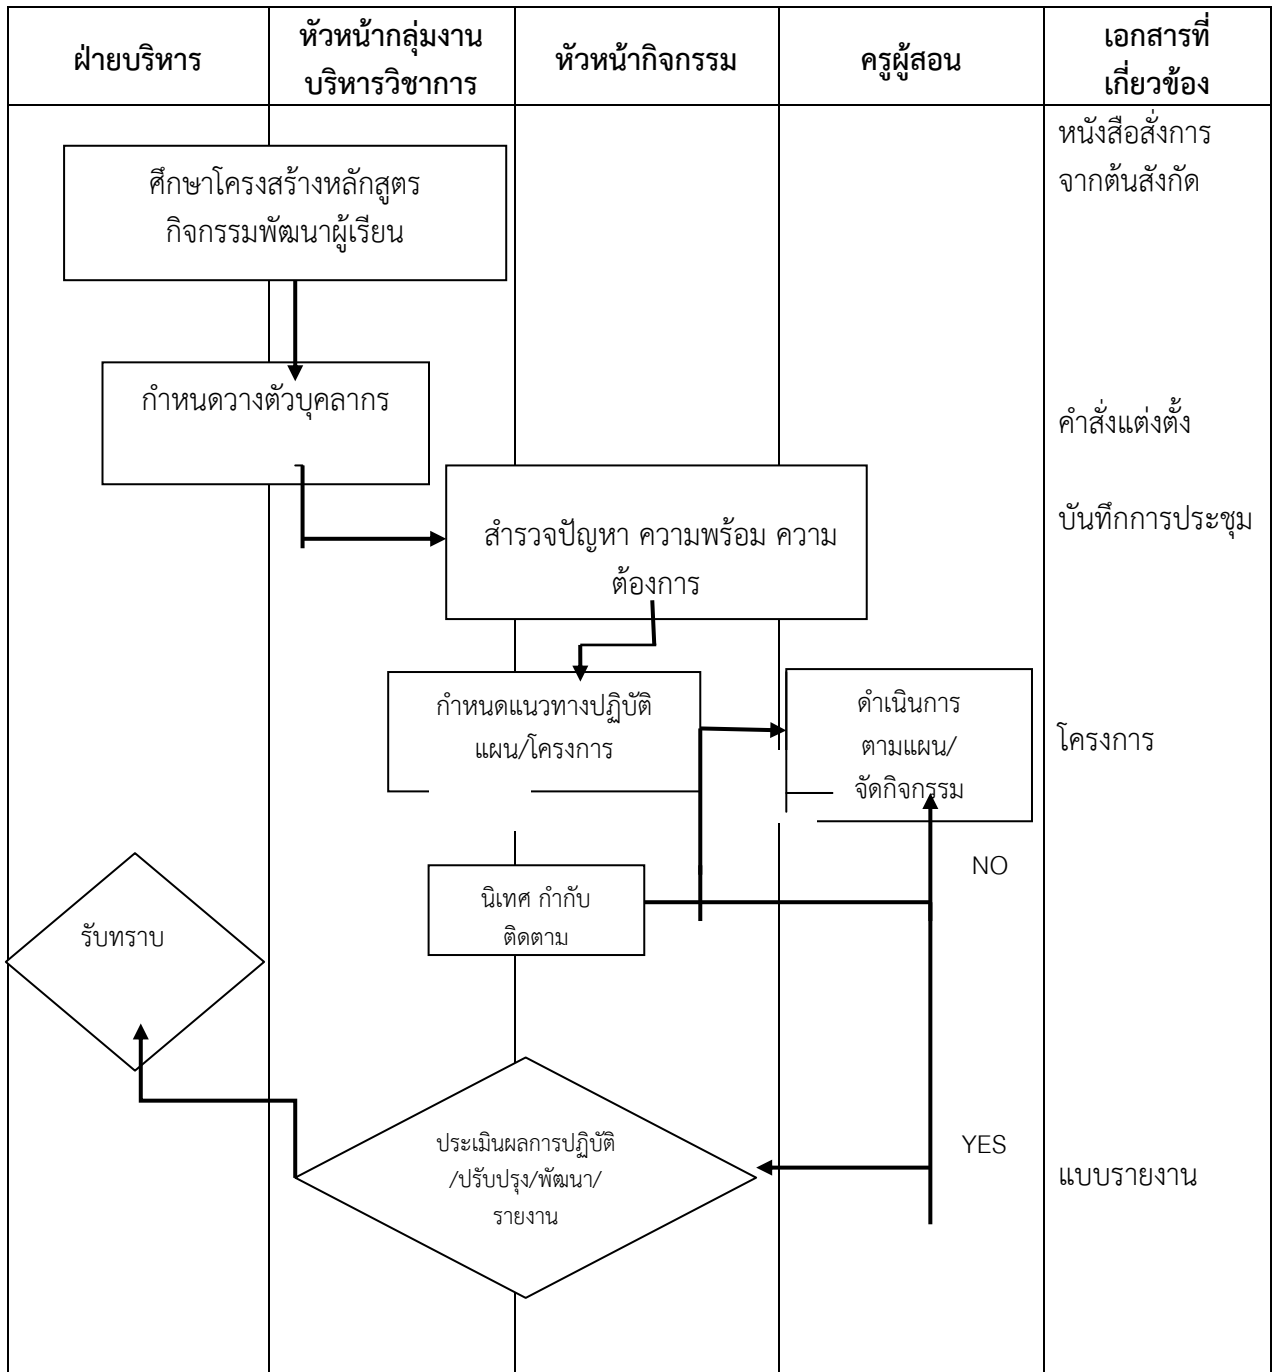 ฝ่ายบริหาร
หัวหน้ากลุ่มงาน
บริหารวิชาการ
หัวหน้ากิจกรรม
ครูผู้สอน
เอกสารที่
เกี่ยวข้อง
หนังสือสั่งการ
จากต้นสังกัด
ศึกษาโครงสร้างหลักสูตร
กิจกรรมพัฒนาผู้เรียน
กำหนดวางตัวบุคลากร
คำสั่งแต่งตั้ง
บันทึกการประชุม
สำรวจปัญหา ความพร้อม ความ
ต้องการ
กำหนดแนวทางปฏิบัติ
แผน/โครงการ
ดำเนินการ
ตามแผน/
จัดกิจกรรม
โครงการ
NO
นิเทศ กำกับ
ติดตาม
รับทราบ
ประเมินผลการปฏิบัติ
/ปรับปรุง/พัฒนา/
รายงาน
YES
แบบรายงาน